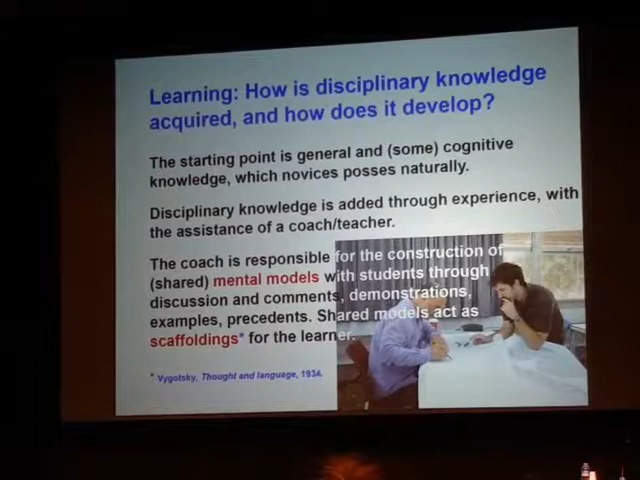 Learning: How is disciplinary knowledge
acquired, and how does it develop?
The starting point is general and (some) cognitive
knowledge, which novices posses naturally.
Disciplinary knowledge is added through experience, with
the assistance of a coach/teacher.
The coach is responsible for the construction of
(shared) mental models with students through
discussion and comments, demonstrations,
examples, precedents. Shared models act as
scaffoldings* for the learner.
* Vygotsky, Thought and language, 1934.